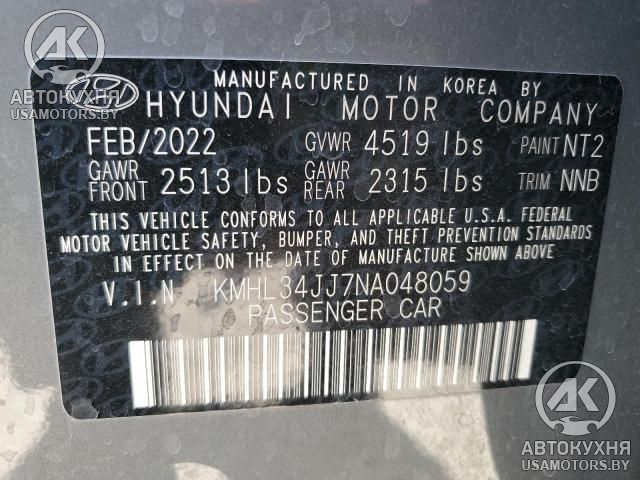 AK
АВТОКУХНЯ
USAMOTORS.BY
MANUFACTURED IN KOREA BY
HYUNDAI MOTOR COMPANY
FEB/2022 GVWR 4519 lbs PAINT NT2
GAWR FRONT 2513 lbs GAWR REAR 2315 lbs TRIM NNB
THIS VEHICLE CONFORMS TO ALL APPLICABLE U.S.A. FEDERAL
MOTOR VEHICLE SAFETY, BUMPER, AND THEFT PREVENTION STANDARDS
IN EFFECT ON THE DATE OF MANUFACTURE SHOWN ABOVE
V.I.N KMHL34JJ7NA048059
PASSENGER CAR
AK
АВТОКУХНЯ
USAMOTORS.BY